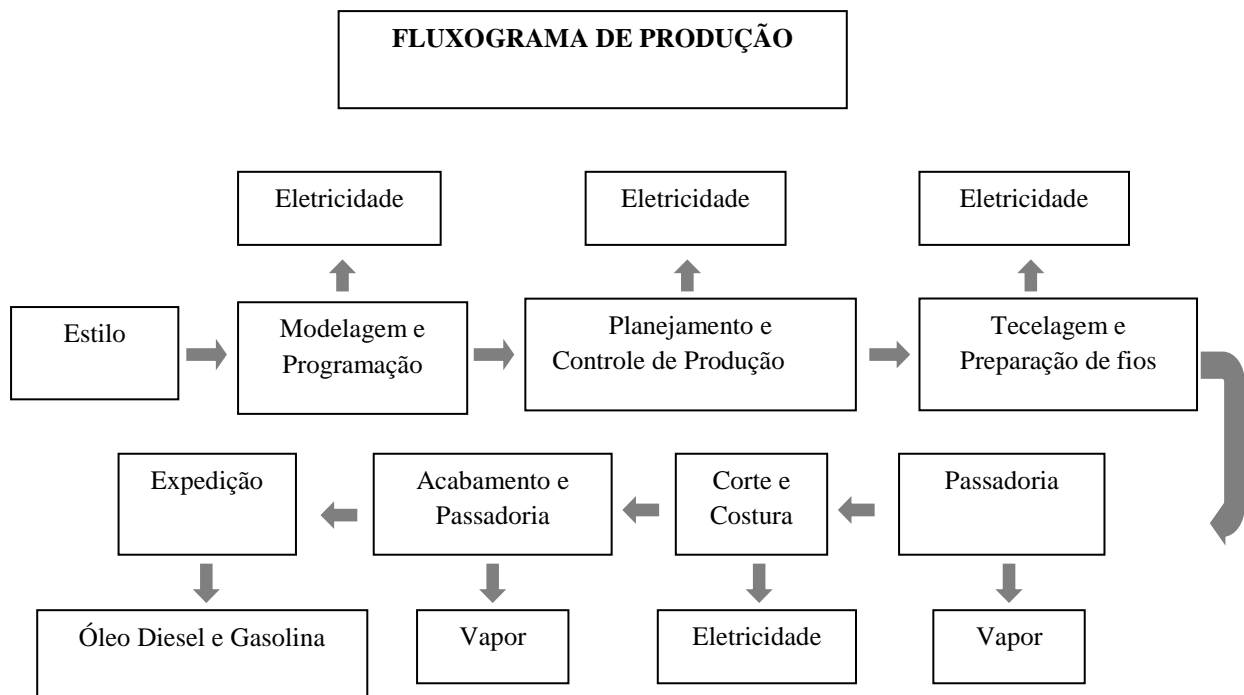 FLUXOGRAMA DE PRODUÇÃO
Eletricidade
Eletricidade
Eletricidade
Estilo
Modelagem e
Programação
Planejamento e
Controle de Produção
Tecelagem e
Preparação de fios
Expedição
Acabamento e
Passadoria
Corte e
Costura
Passadoria
Óleo Diesel e Gasolina
Vapor
Eletricidade
Vapor